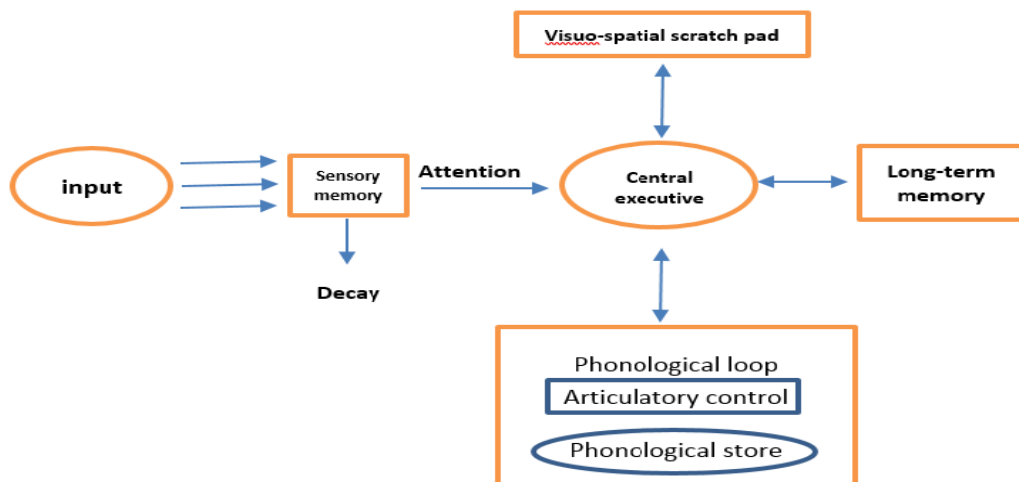 Visuo-spatial scratch pad
input
Sensory
memory
Attention
Central
executive
Long-term
memory
Decay
Phonological loop
Articulatory control
Phonological store